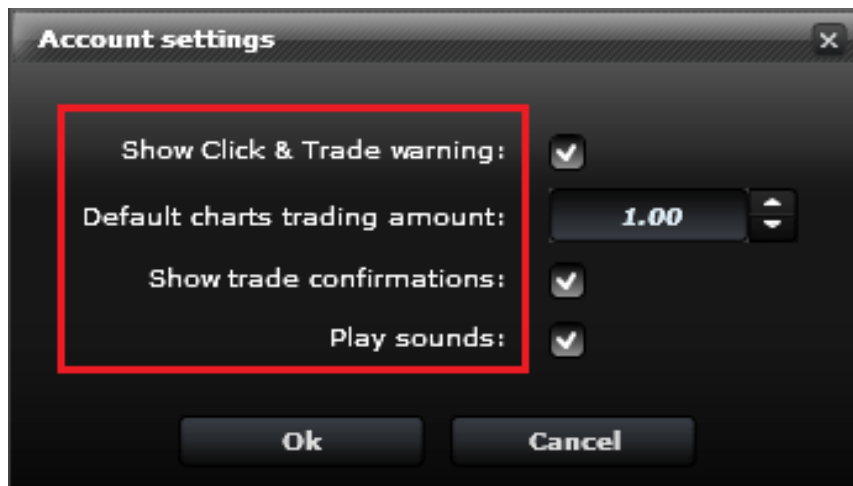 Account settings
Show Click & Trade warning:
Default charts trading amount: 1.00
Show trade confirmations:
Play sounds:
Ok Cancel